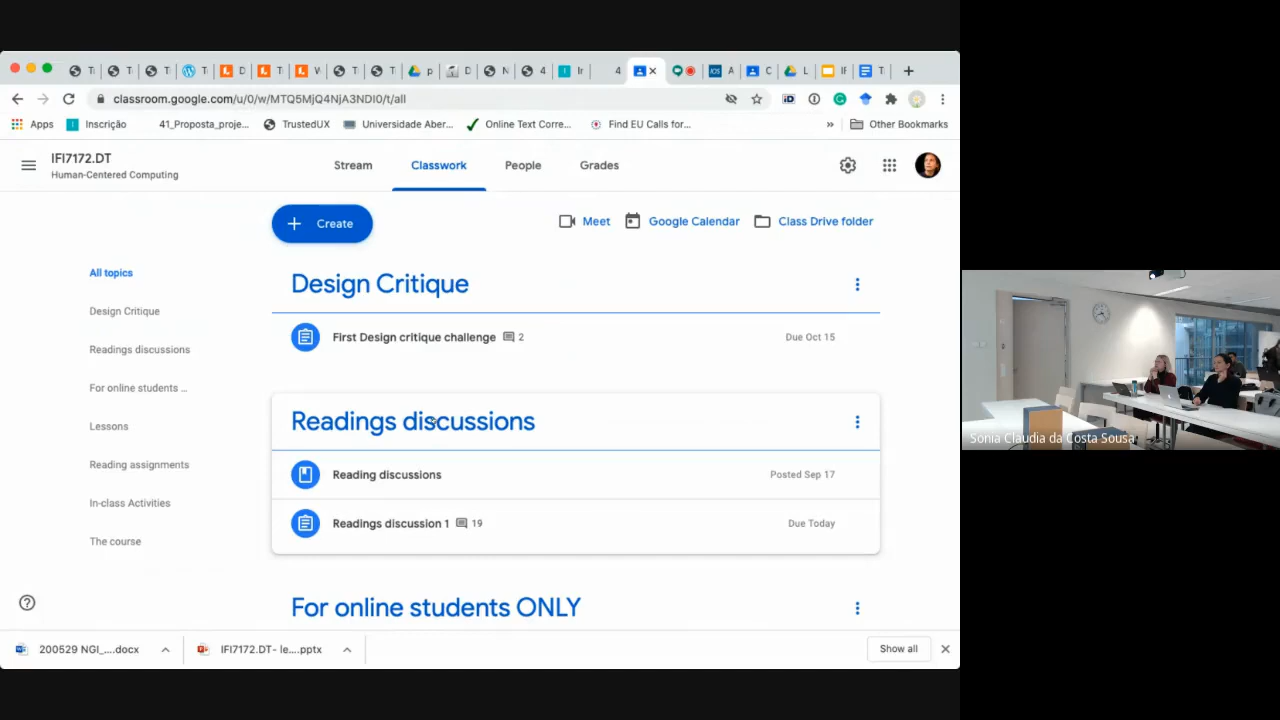 classroom.google.com/u/0/w/MTQ5MjQ4NjA3NDI0/t/all
Apps
Inscrição
41_Proposta_proje...
TrustedUX
Universidade Aber...
Online Text Corre...
Find EU Calls for...
»
Other Bookmarks
IFI7172.DT
Human-Centered Computing
Stream
Classwork
People
Grades
+ Create
Meet
Google Calendar
Class Drive folder
All topics
Design Critique
Readings discussions
For online students ...
Lessons
Reading assignments
In-class Activities
The course
Design Critique
First Design critique challenge 2
Due Oct 15
Readings discussions
Reading discussions
Posted Sep 17
Readings discussion 1 19
Due Today
For online students ONLY
200529 NGI_....docx
IFI7172.DT- le....pptx
Show all
Sonia Claudia da Costa Sousa